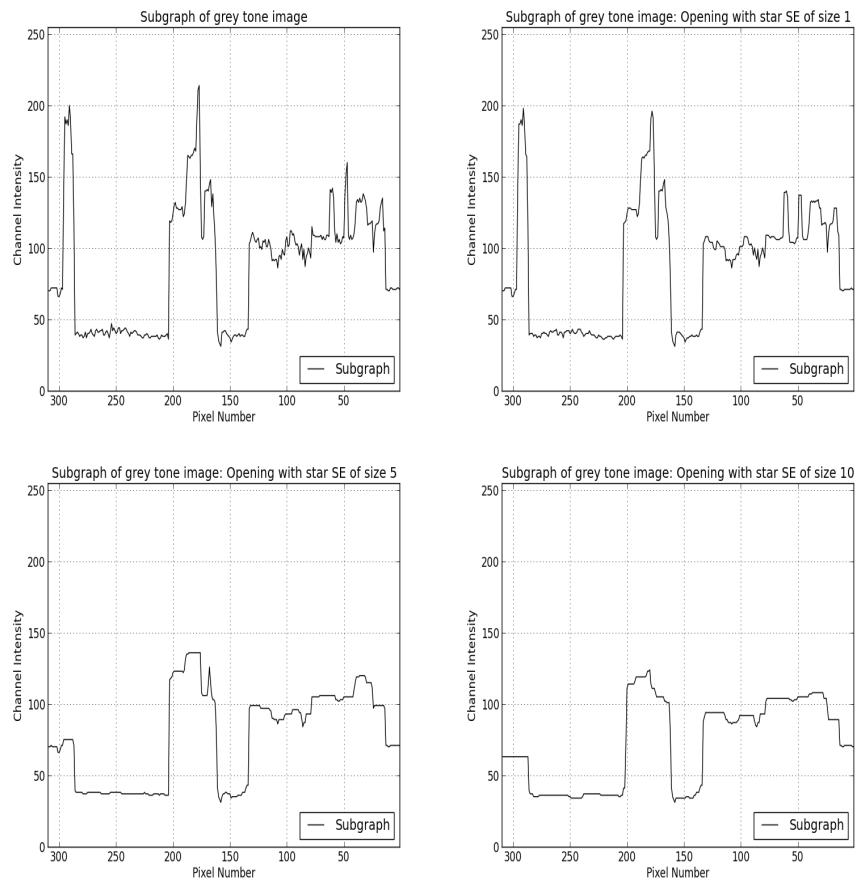 Subgraph of grey tone image
250
200
150
100
50
0
Channel Intensity
300 250 200 150 100 50
Pixel Number
Subgraph
Subgraph of grey tone image: Opening with star SE of size 1
250
200
150
100
50
0
Channel Intensity
300 250 200 150 100 50
Pixel Number
Subgraph
Subgraph of grey tone image: Opening with star SE of size 5
250
200
150
100
50
0
Channel Intensity
300 250 200 150 100 50
Pixel Number
Subgraph
Subgraph of grey tone image: Opening with star SE of size 10
250
200
150
100
50
0
Channel Intensity
300 250 200 150 100 50
Pixel Number
Subgraph